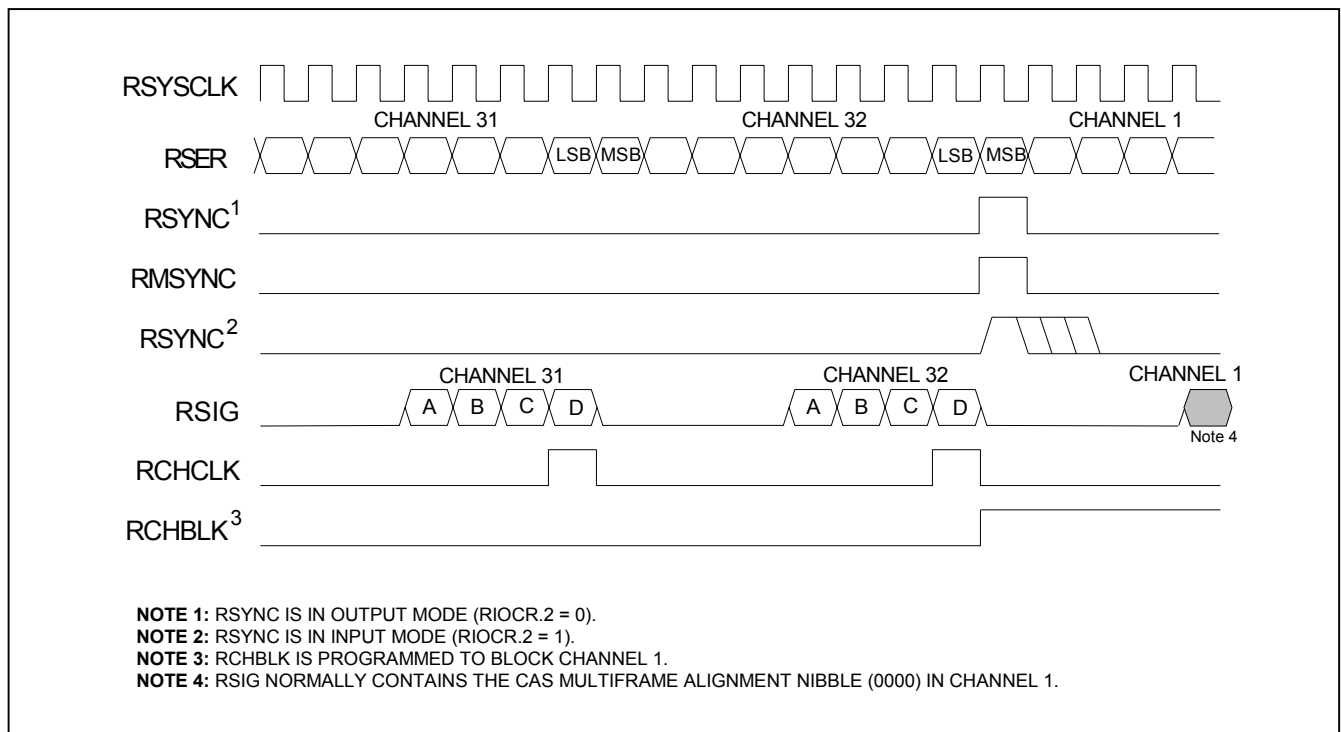 RSYSCLK
CHANNEL 31 CHANNEL 32 CHANNEL 1
RSER LSB MSB LSB MSB
RSYNC1
RMSYNC
RSYNC2
CHANNEL 31 CHANNEL 32 CHANNEL 1
RSIG A B C D A B C D
Note 4
RCHCLK
RCHBLK3
NOTE 1: RSYNC IS IN OUTPUT MODE (RIOCR.2 = 0).
NOTE 2: RSYNC IS IN INPUT MODE (RIOCR.2 = 1).
NOTE 3: RCHBLK IS PROGRAMMED TO BLOCK CHANNEL 1.
NOTE 4: RSIG NORMALLY CONTAINS THE CAS MULTIFRAME ALIGNMENT NIBBLE (0000) IN CHANNEL 1.